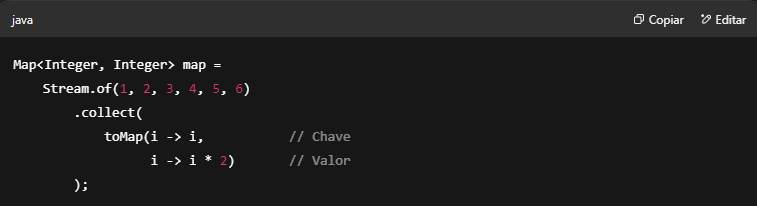 java Copiar Editar
Map<Integer, Integer> map =
    Stream.of(1, 2, 3, 4, 5, 6)
        .collect(
            toMap(i -> i,           // Chave
                  i -> i * 2)       // Valor
        );